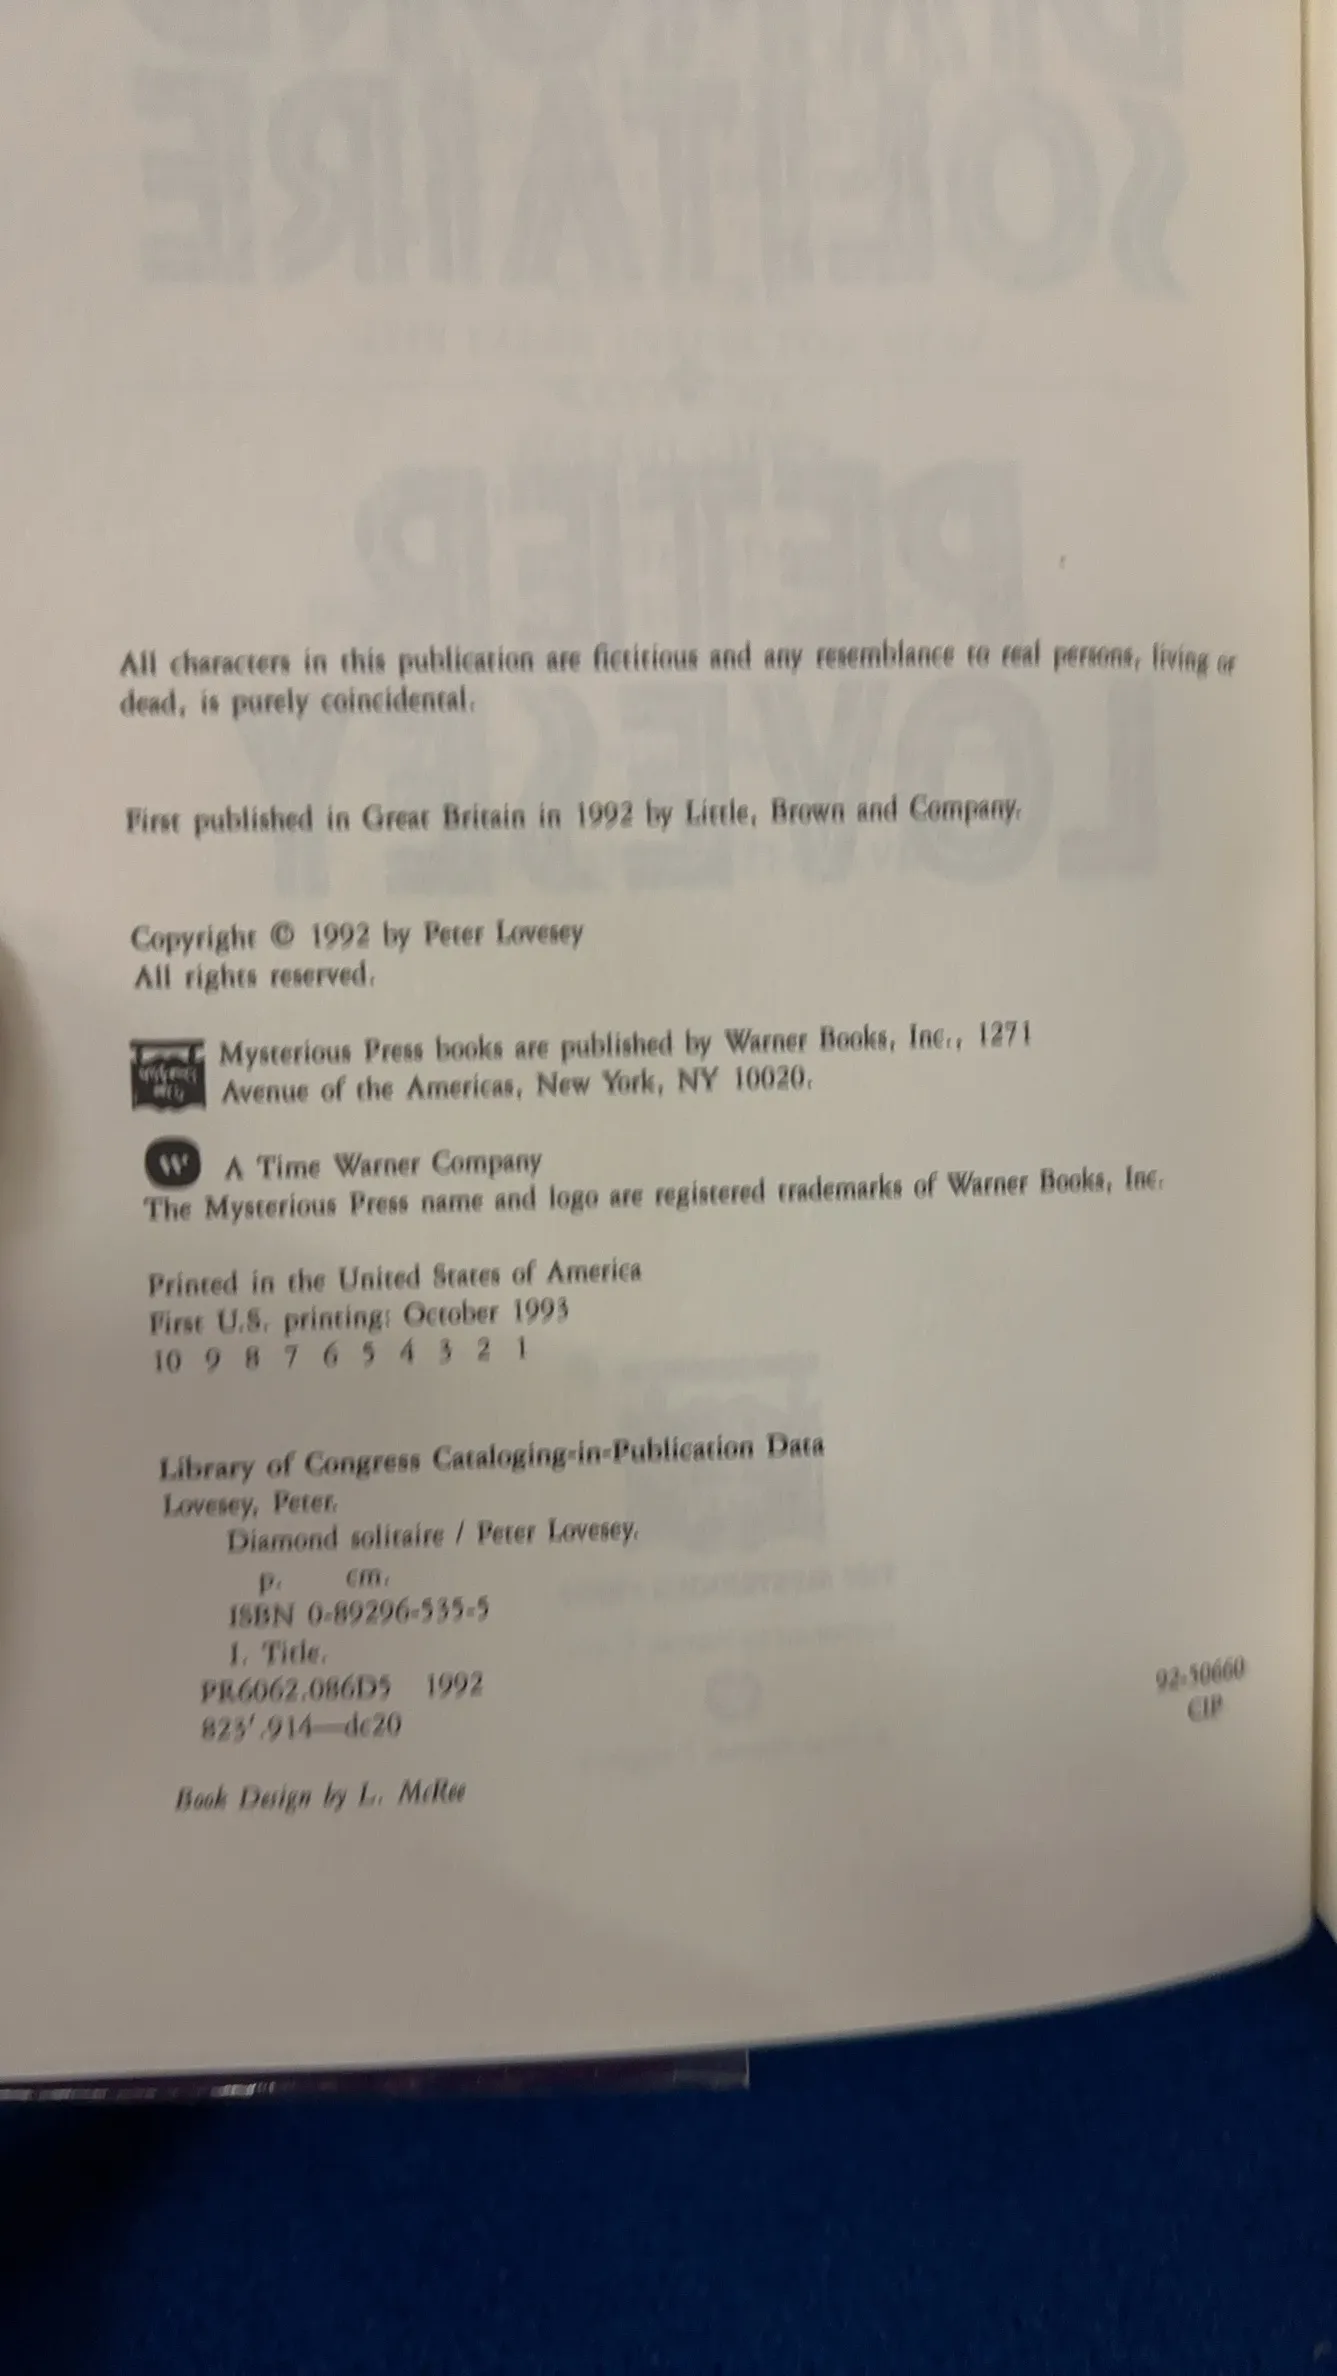 All characters in this publication are fictitious and any resemblance to real persons, living or
dead, is purely coincidental.
First published in Great Britain in 1992 by Little, Brown and Company.
Copyright © 1992 by Peter Lovesey
All rights reserved.
Mysterious Press books are published by Warner Books, Inc., 1271
Avenue of the Americas, New York, NY 10020.
W A Time Warner Company
The Mysterious Press name and logo are registered trademarks of Warner Books, Inc.
Printed in the United States of America
First U.S. printing: October 1993
10 9 8 7 6 5 4 3 2 1
Library of Congress Cataloging-in-Publication Data
Lovesey, Peter.
Diamond solitaire / Peter Lovesey.
p. cm.
ISBN 0-89296-535-5
1. Title.
PR6062.086D5 1992
823'.914—dc20
92-50660
CIP
Book Design by L. McRee